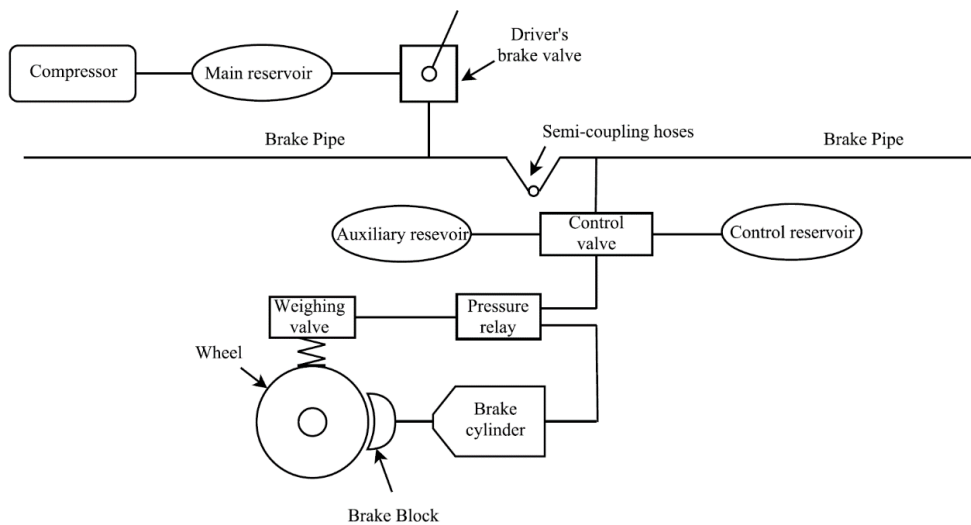 Driver's
brake valve
Compressor
Main reservoir
Semi-coupling hoses
Brake Pipe
Brake Pipe
Auxiliary resevoir
Control
valve
Control reservoir
Weighing
valve
Pressure
relay
Wheel
Brake
cylinder
Brake Block